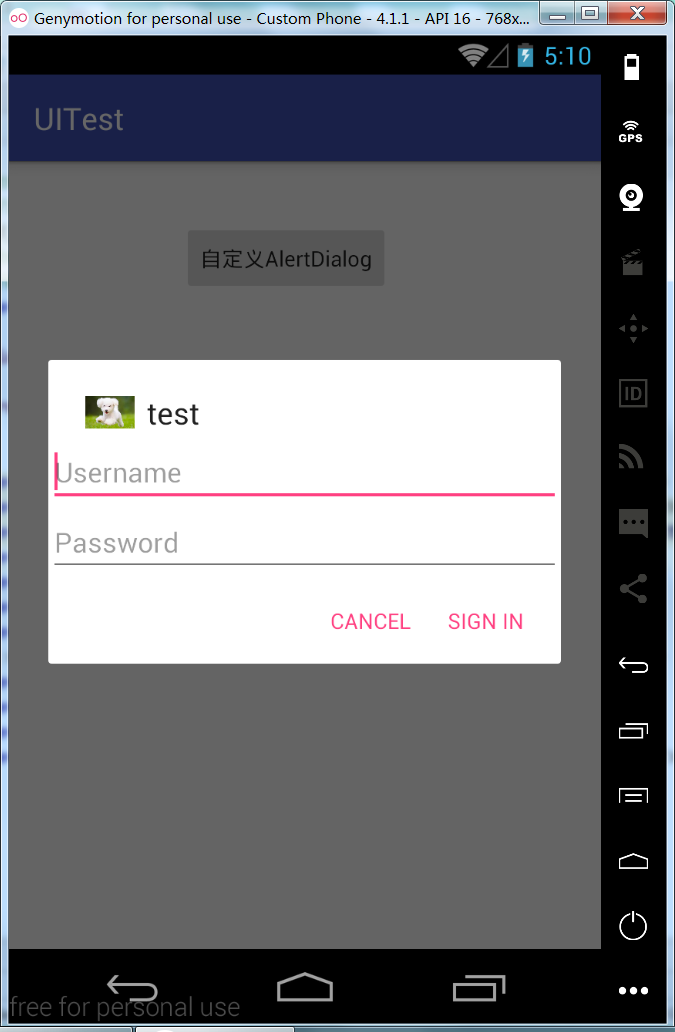 Genymotion for personal use - Custom Phone - 4.1.1 - API 16 - 768x...
5:10
UITest
GPS
自定义AlertDialog
ID
test
Username
Password
CANCEL SIGN IN
free for personal use